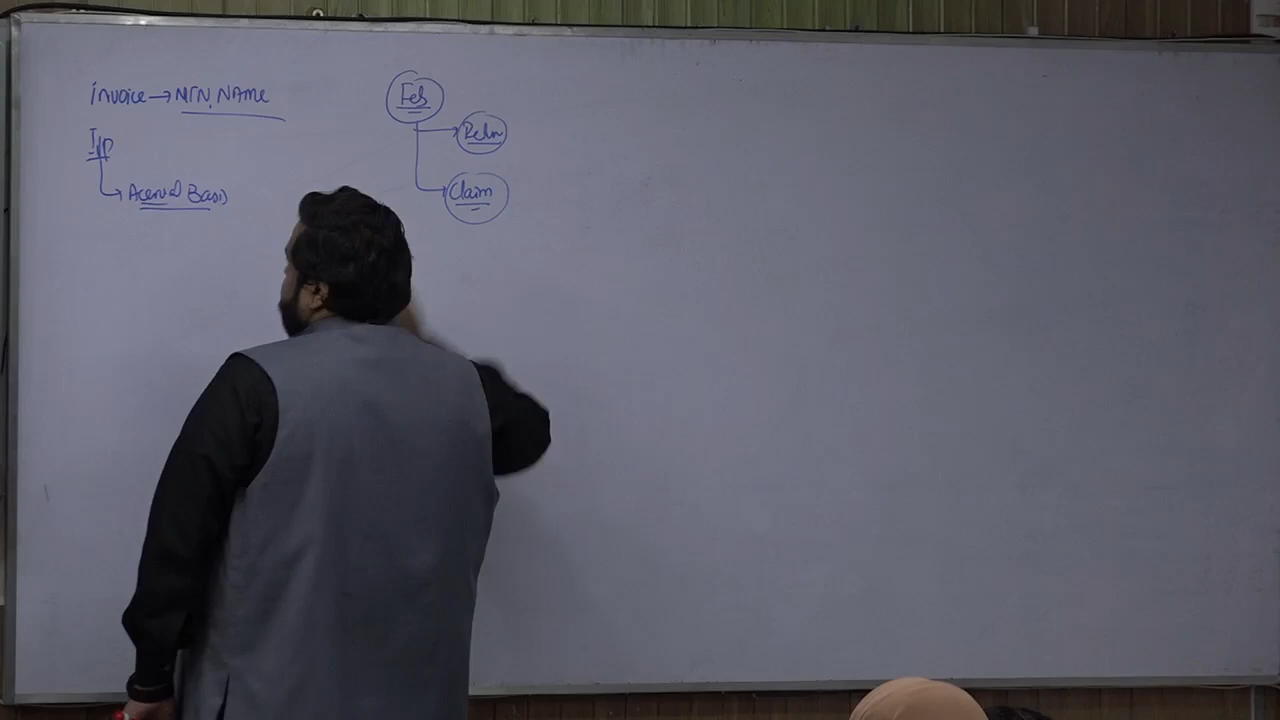 invoice → NTN, NAME
I/P
Accrual Basis
Feb
Retn
Claim